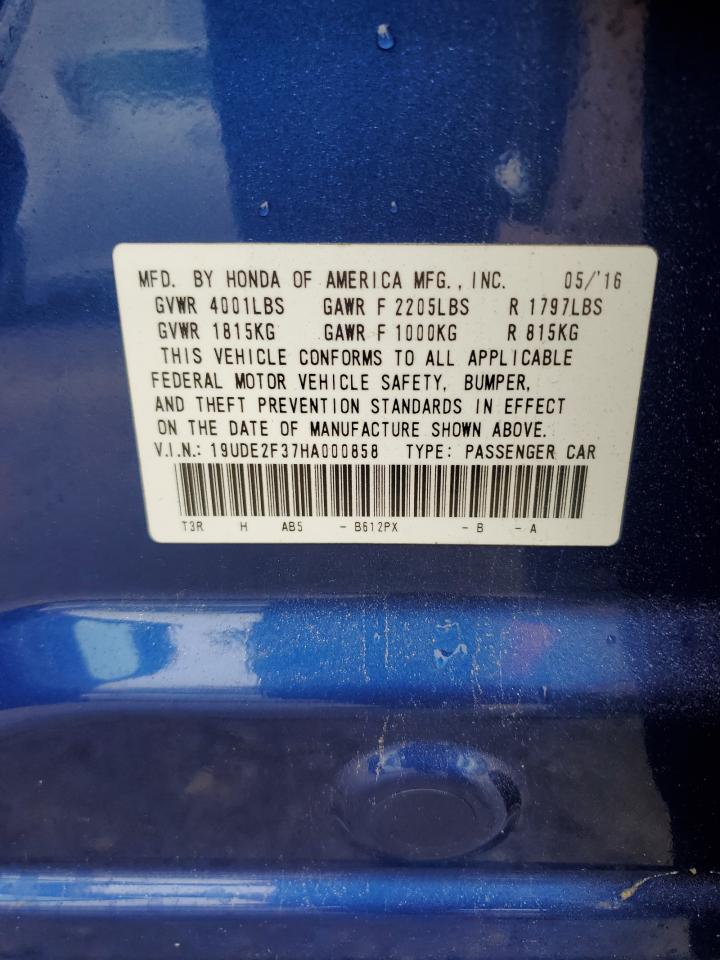 MFD. BY HONDA OF AMERICA MFG., INC. 05/'16
GVWR 4001LBS GAWR F 2205LBS R 1797LBS
GVWR 1815KG GAWR F 1000KG R 815KG
THIS VEHICLE CONFORMS TO ALL APPLICABLE
FEDERAL MOTOR VEHICLE SAFETY, BUMPER,
AND THEFT PREVENTION STANDARDS IN EFFECT
ON THE DATE OF MANUFACTURE SHOWN ABOVE.
V.I.N.: 19UDE2F37HA000858 TYPE: PASSENGER CAR
T3R H AB5 - B612PX - B - A